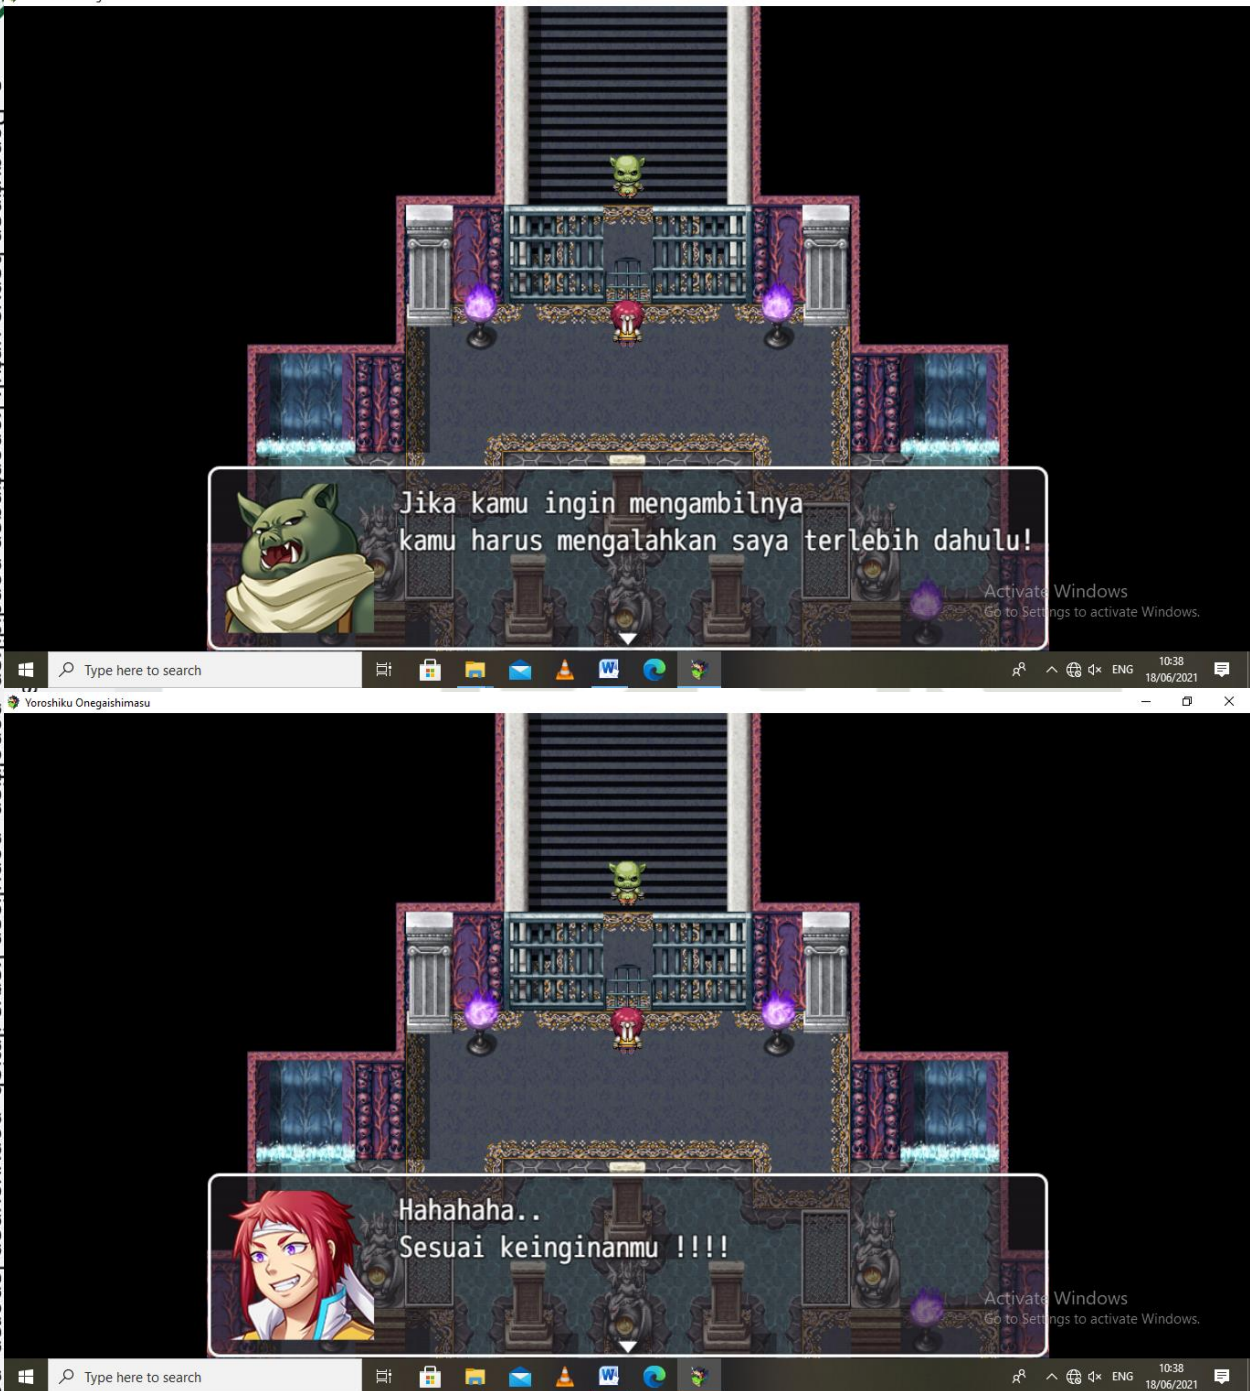 Jika kamu ingin mengambilnya
kamu harus mengalahkan saya terlebih dahulu!
Activate Windows
Go to Settings to activate Windows.
Type here to search
ENG
10:38
18/06/2021
Yoroshiku Onegaishimasu
Hahahaha..
Sesuai keinginanmu !!!!
Activate Windows
Go to Settings to activate Windows.
Type here to search
ENG
10:38
18/06/2021